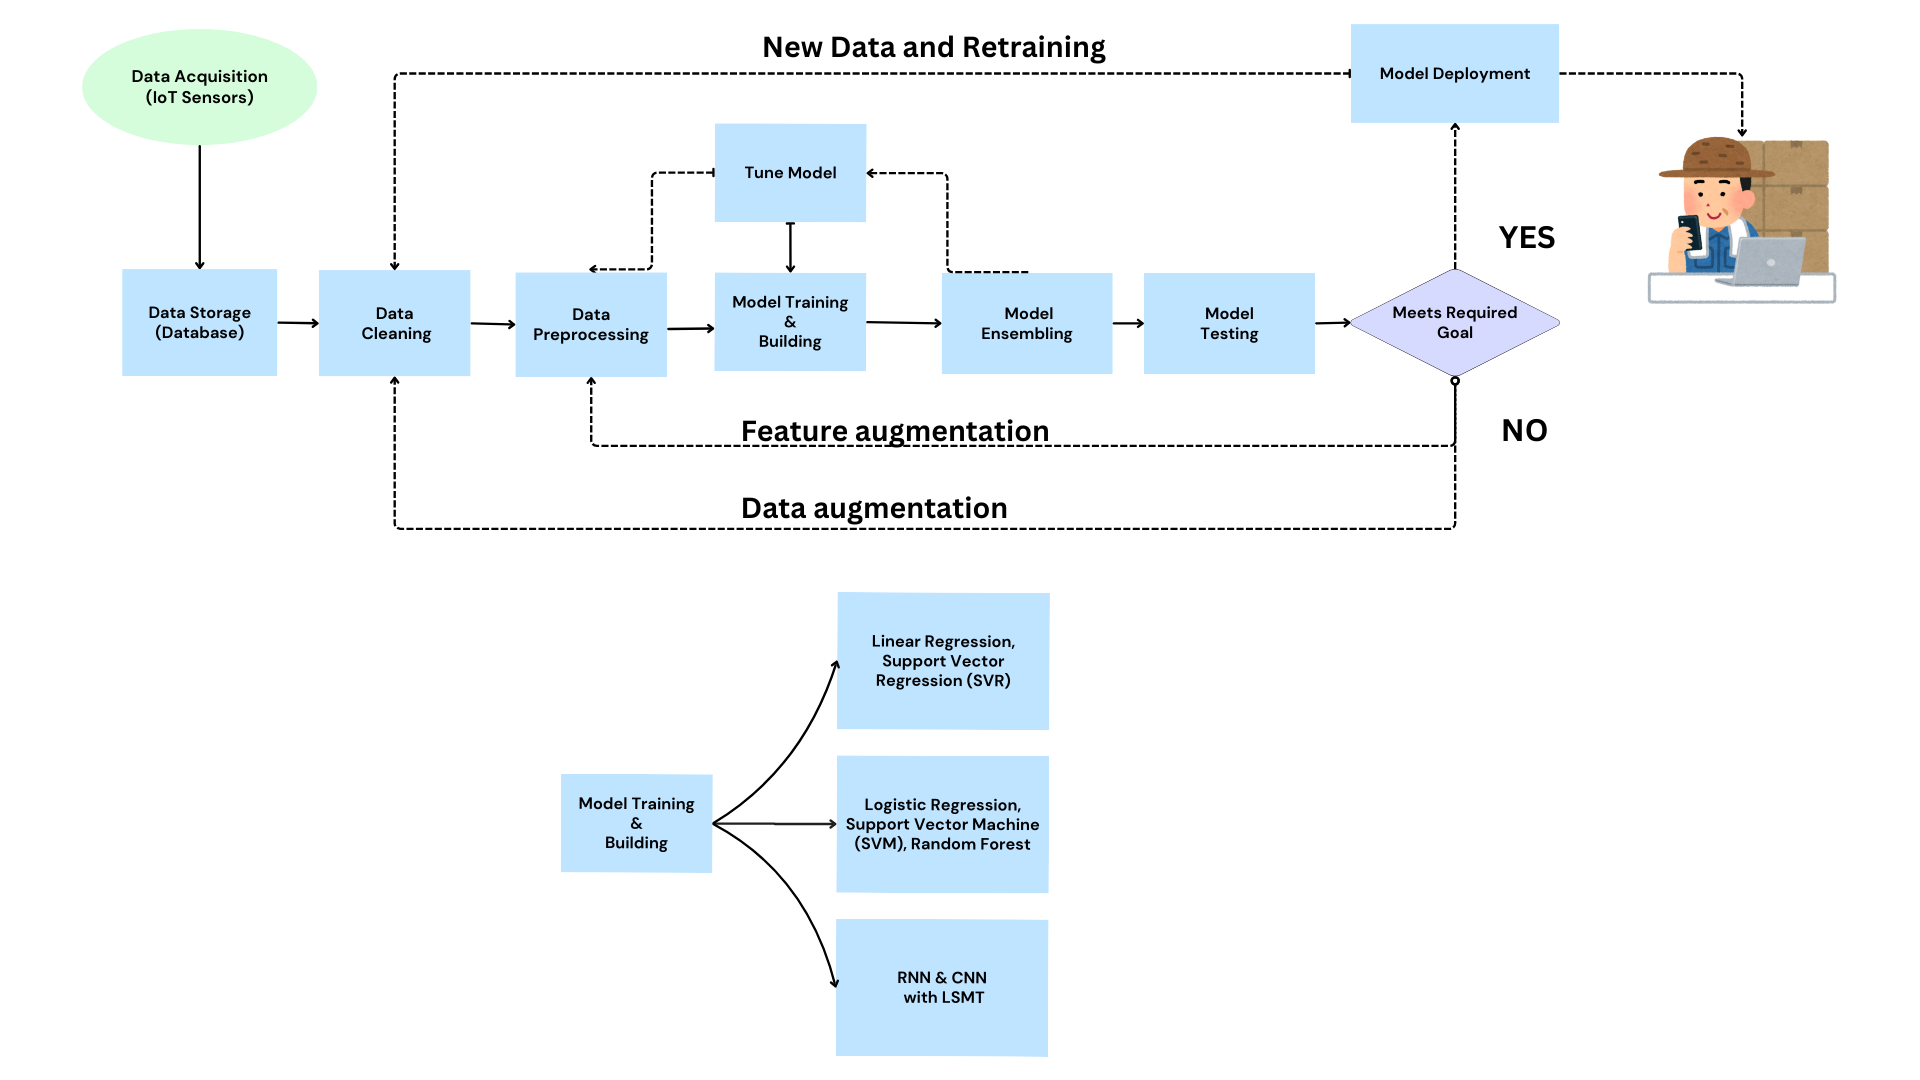 New Data and Retraining
Data Acquisition
(IoT Sensors)
Model Deployment
Tune Model
YES
Data Storage
(Database)
Data
Cleaning
Data
Preprocessing
Model Training
&
Building
Model
Ensembling
Model
Testing
Meets Required
Goal
Feature augmentation
NO
Data augmentation
Linear Regression,
Support Vector
Regression (SVR)
Model Training
&
Building
Logistic Regression,
Support Vector Machine
(SVM), Random Forest
RNN & CNN
with LSMT